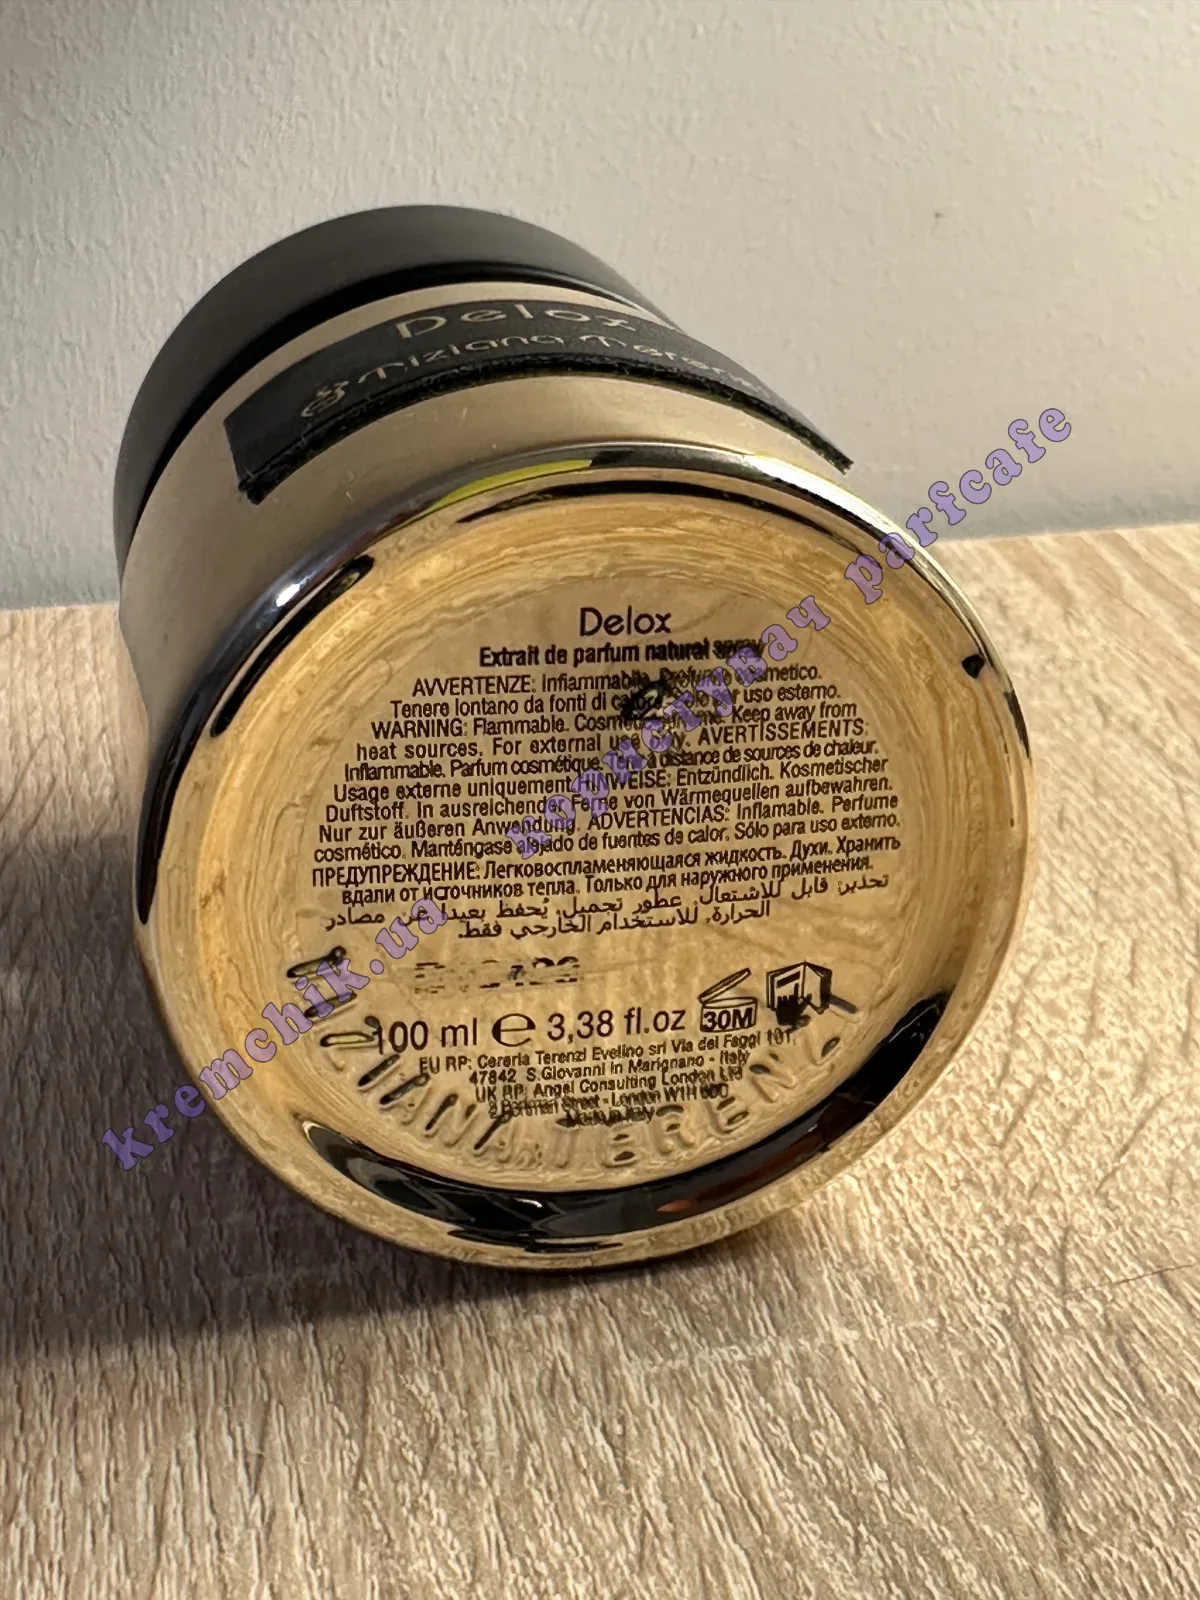 Delox
Tiziana Terenzi
Delox
Extrait de parfum natural spray
AVVERTENZE: Infiammabile. Profumo cosmetico.
Tenere lontano da fonti di calore. Solo per uso esterno.
WARNING: Flammable. Cosmetic Perfume. Keep away from
heat sources. For external use only. AVERTISSEMENTS:
Inflammable. Parfum cosmétique. Tenir à distance de sources de chaleur.
Usage externe uniquement HINWEISE: Entzündlich. Kosmetischer
Duftstoff. In ausreichender Ferne von Wärmequellen aufbewahren.
Nur zur äußeren Anwendung. ADVERTENCIAS: Inflamable. Perfume
cosmético. Manténgase alejado de fuentes de calor. Sólo para uso externo.
ПРЕДУПРЕЖДЕНИЕ: Легковоспламеняющаяся жидкость. Духи. Хранить
вдали от источников тепла. Только для наружного применения.
تحذير: قابل للاشتعال. عطور تجميل. يُحفظ بعيدا عن مصادر
الحرارة. للاستخدام الخارجي فقط.
100 ml ℮ 3,38 fl.oz 30M
EU RP: Cereria Terenzi Evelino srl Via dei Faggi 101,
47842 S.Giovanni in Marignano - Italy
UK RP: Angel Consulting London Ltd
Portman Street - London W1H
Made in Italy
TIZIANA TERENZI
kremchik.ua користувач parfcafe